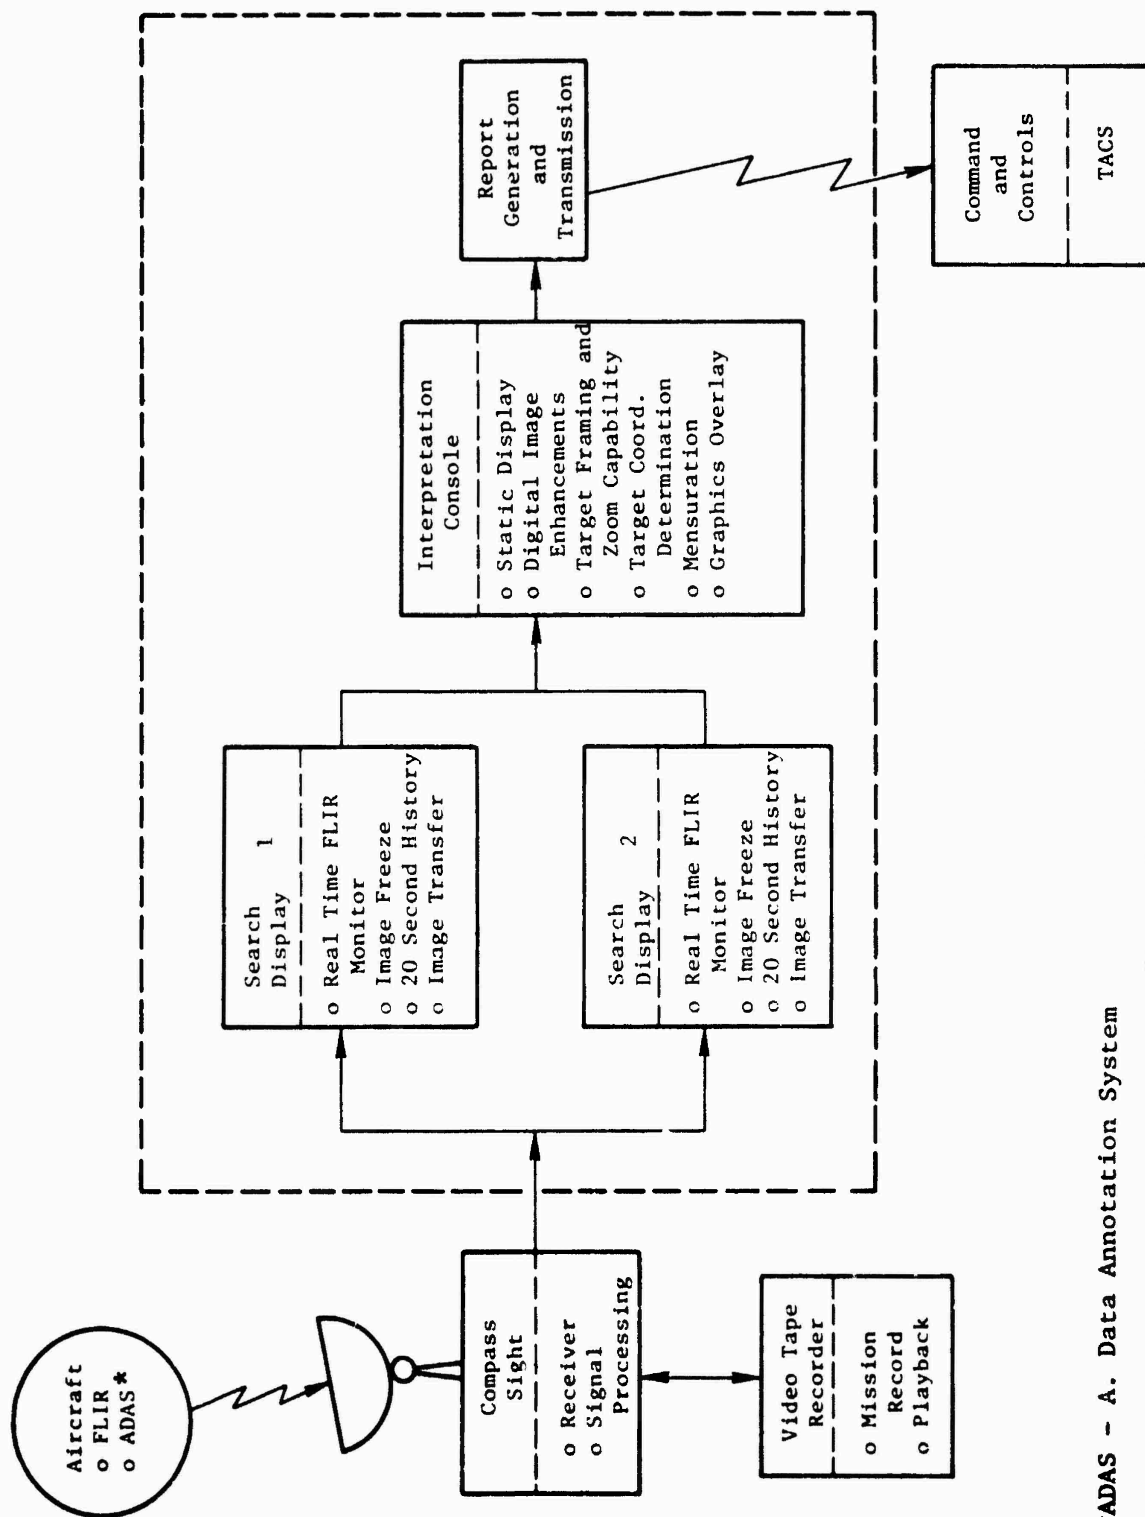 Aircraft
o FLIR
o ADAS*
Compass
Sight
o Receiver
o Signal
Processing
Video Tape
Recorder
o Mission
Record
o Playback
Search
Display 1
o Real Time FLIR
Monitor
o Image Freeze
o 20 Second History
o Image Transfer
Search
Display 2
o Real Time FLIR
Monitor
o Image Freeze
o 20 Second History
o Image Transfer
Interpretation
Console
o Static Display
o Digital Image
Enhancements
o Target Framing and
Zoom Capability
o Target Coord.
Determination
o Mensuration
o Graphics Overlay
Report
Generation
and
Transmission
Command
and
Controls
TACS
*ADAS - A. Data Annotation System